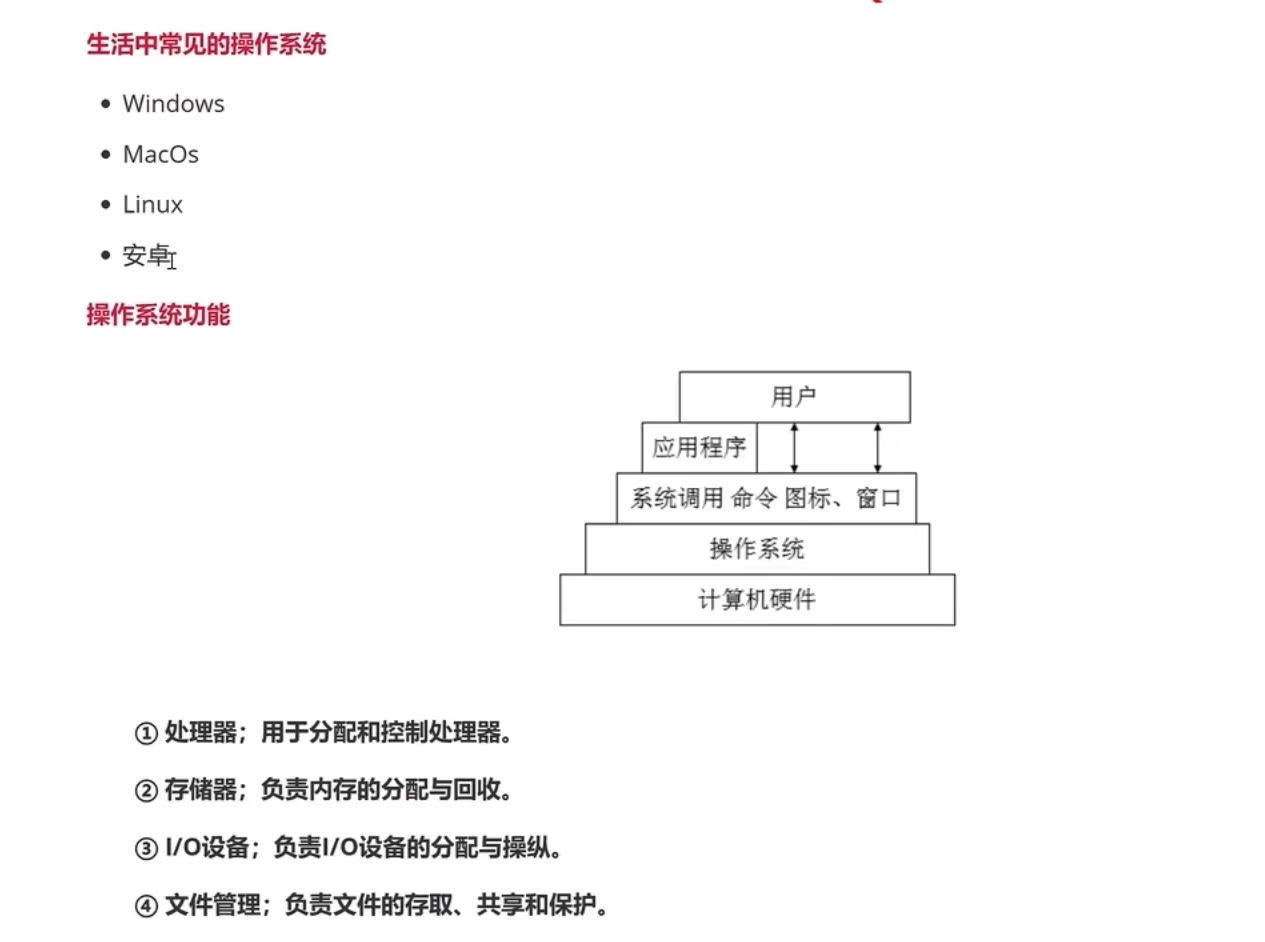 生活中常见的操作系统
• Windows
• MacOs
• Linux
• 安卓
操作系统功能
用户
应用程序
系统调用 命令 图标、窗口
操作系统
计算机硬件
① 处理器；用于分配和控制处理器。
② 存储器；负责内存的分配与回收。
③ I/O设备；负责I/O设备的分配与操纵。
④ 文件管理；负责文件的存取、共享和保护。